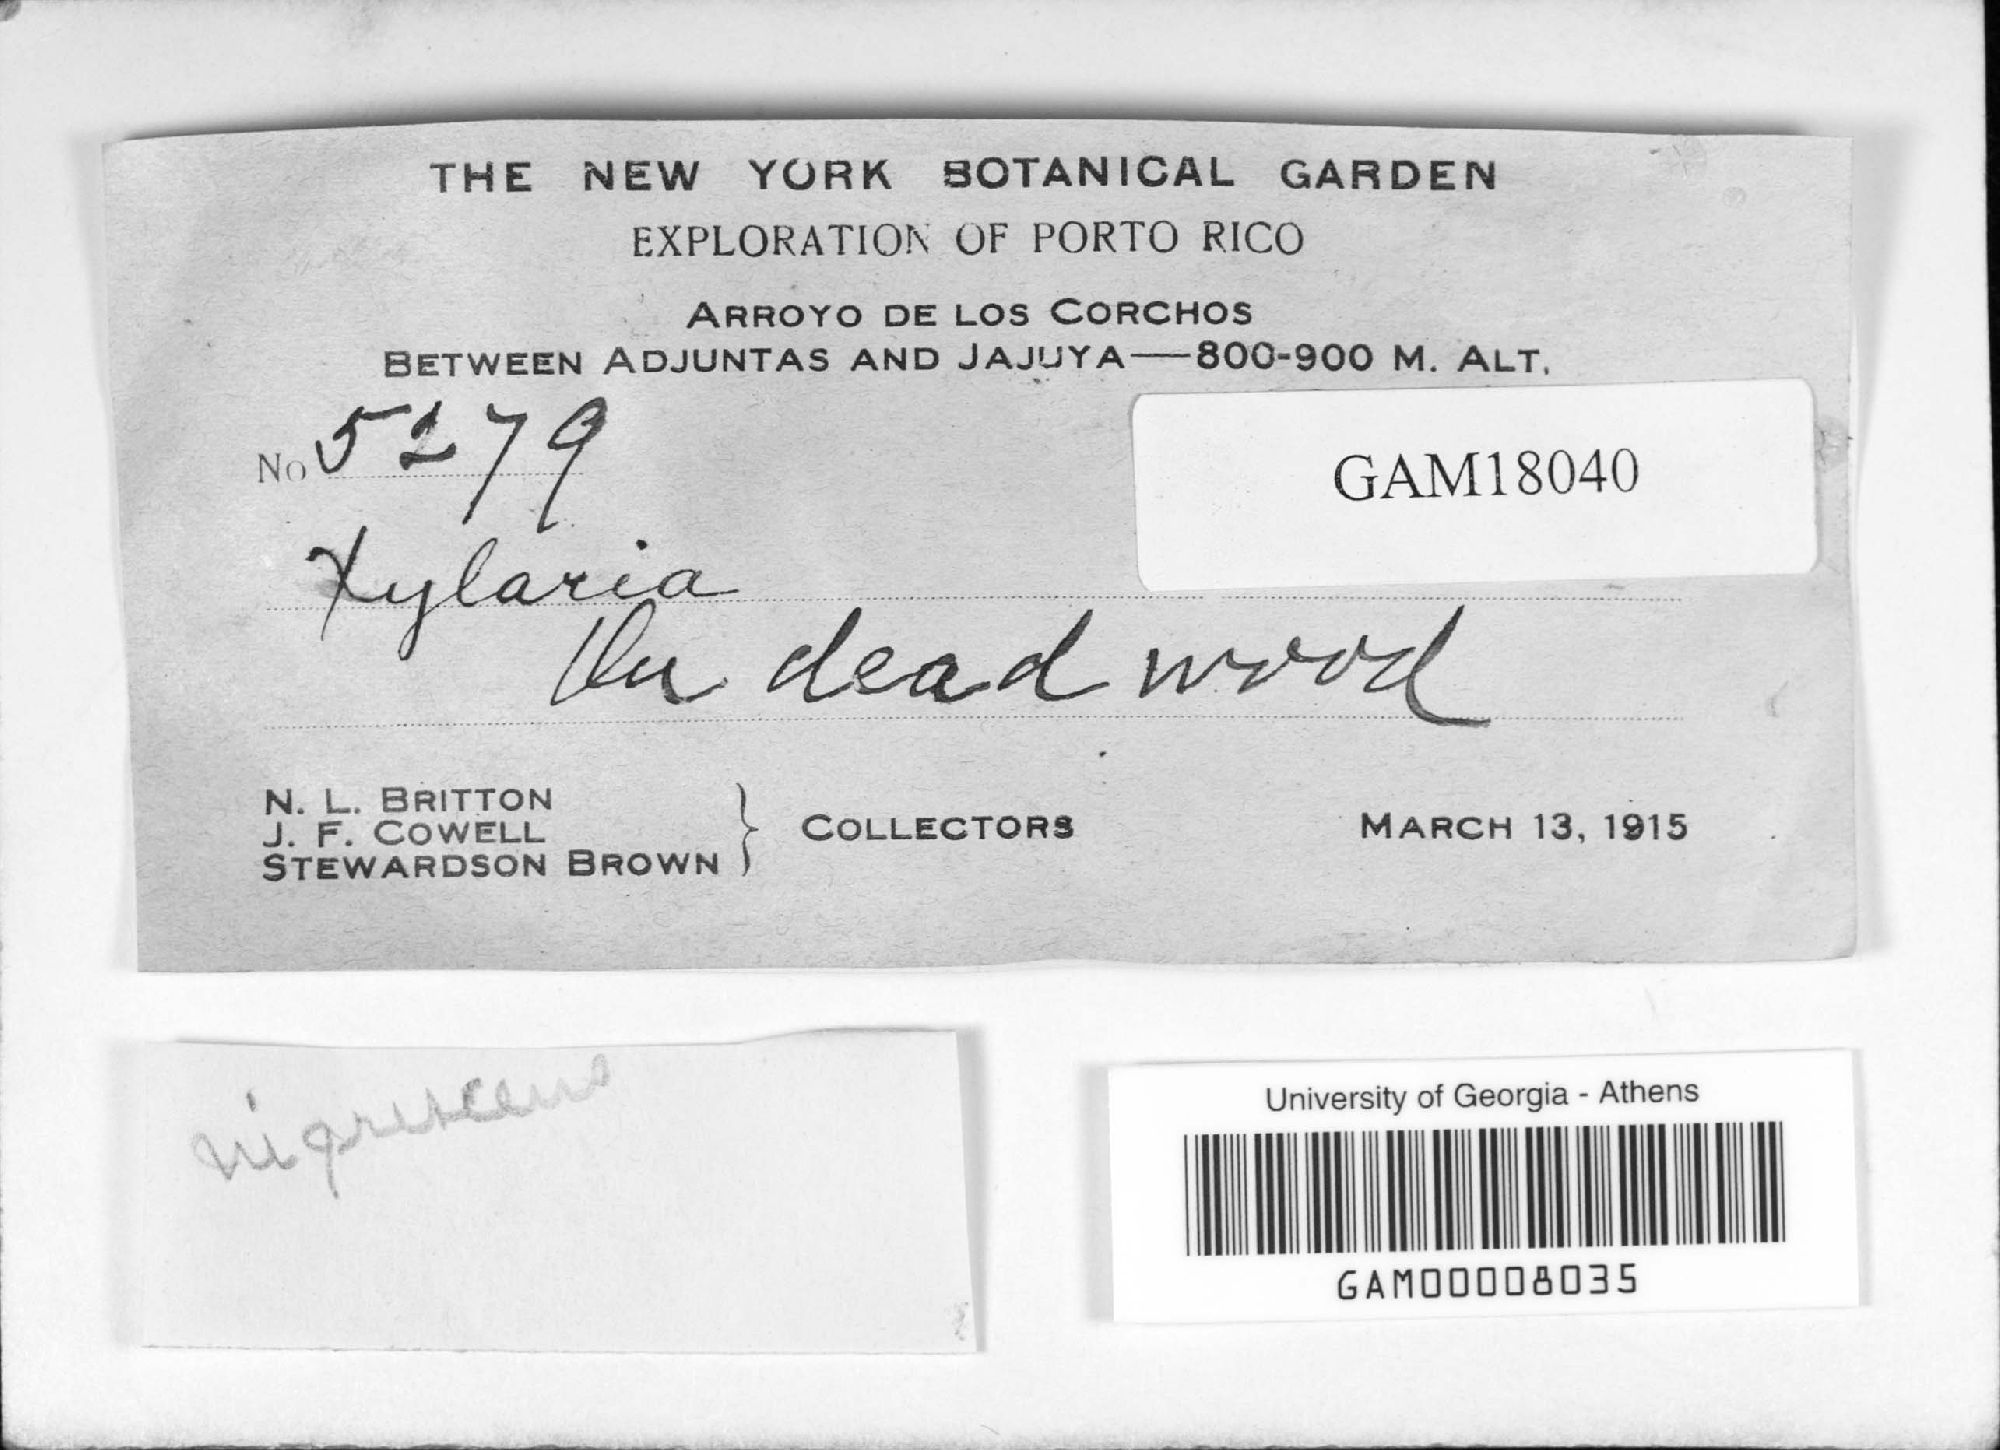 THE NEW YORK BOTANICAL GARDEN
EXPLORATION OF PORTO RICO
ARROYO DE LOS CORCHOS
BETWEEN ADJUNTAS AND JAJUYA—800-900 M. ALT.
No 5279
GAM18040
Xylaria
On dead wood
N. L. BRITTON
J. F. COWELL
STEWARDSON BROWN
} COLLECTORS
MARCH 13, 1915
nigrescens
University of Georgia - Athens
GAM00008035